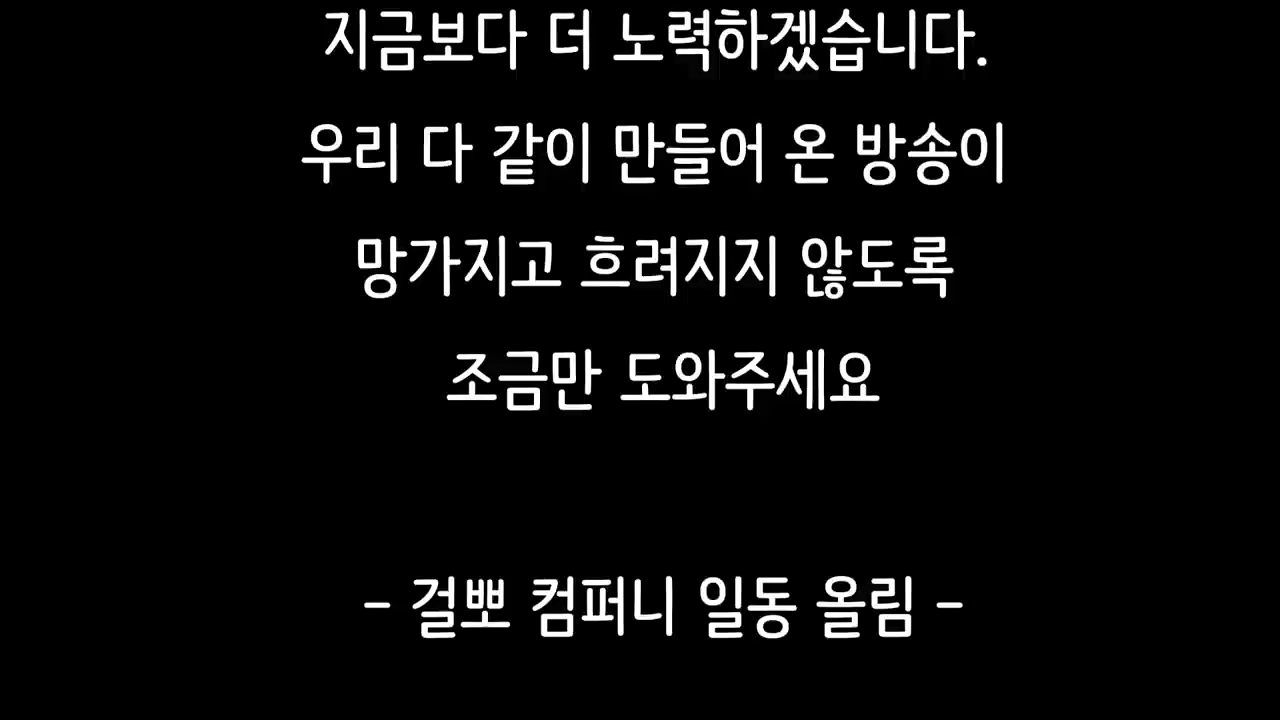 지금보다 더 노력하겠습니다.
우리 다 같이 만들어 온 방송이
망가지고 흐려지지 않도록
조금만 도와주세요
- 걸뽀 컴퍼니 일동 올림 -